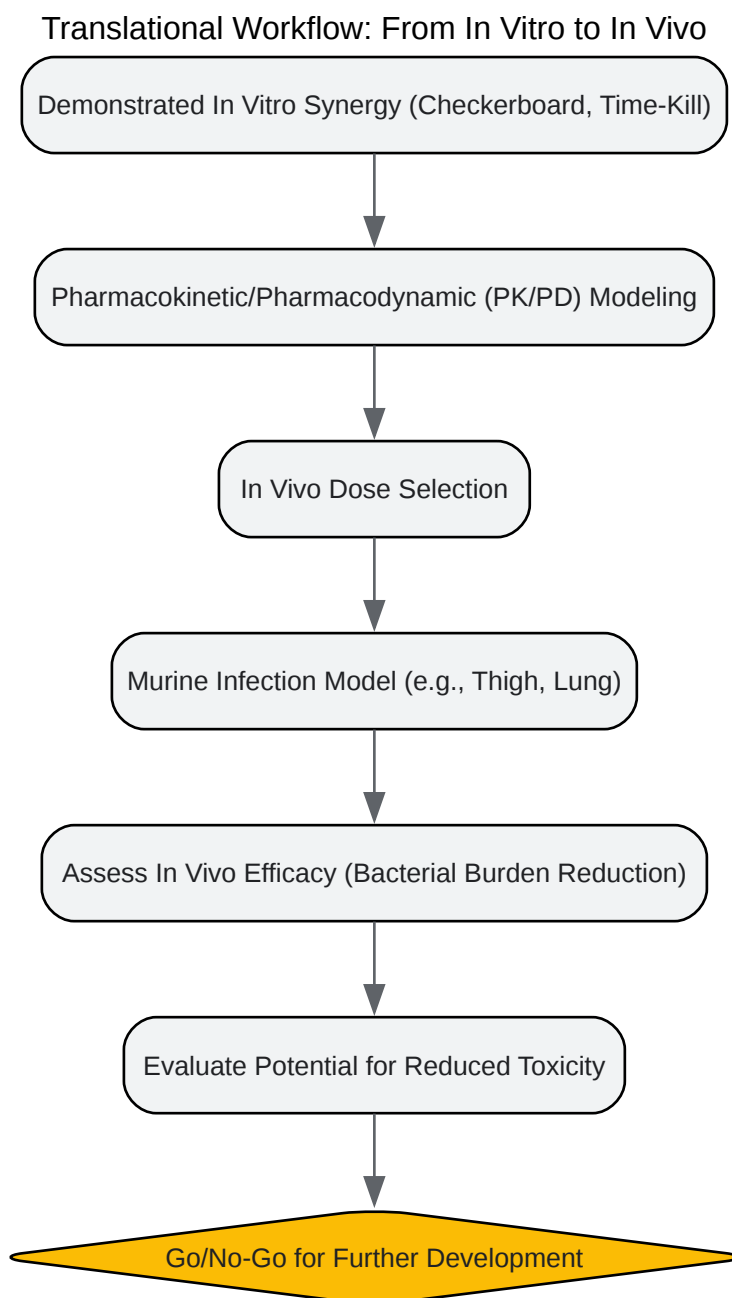 Translational Workflow: From In Vitro to In Vivo
Demonstrated In Vitro Synergy (Checkerboard, Time-Kill)
Pharmacokinetic/Pharmacodynamic (PK/PD) Modeling
In Vivo Dose Selection
Murine Infection Model (e.g., Thigh, Lung)
Assess In Vivo Efficacy (Bacterial Burden Reduction)
Evaluate Potential for Reduced Toxicity
Go/No-Go for Further Development